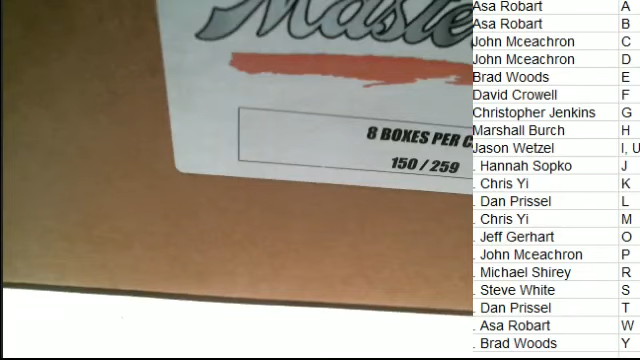 Maste
8 BOXES PER C
150 / 259
Asa Robart A
Asa Robart B
John Mceachron C
John Mceachron D
Brad Woods E
David Crowell F
Christopher Jenkins G
Marshall Burch H
Jason Wetzel I, U
. Hannah Sopko J
. Chris Yi K
. Dan Prissel L
. Chris Yi M
. Jeff Gerhart O
. John Mceachron P
. Michael Shirey R
. Steve White S
. Dan Prissel T
. Asa Robart W
. Brad Woods Y